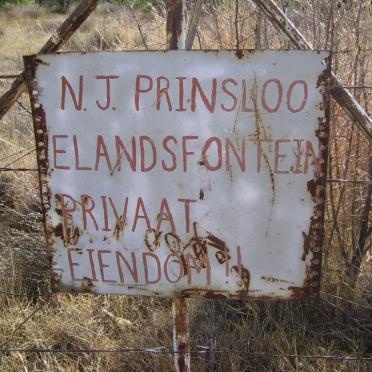 N.J. PRINSLOO
ELANDSFONTEIN
PRIVAAT
EIENDOM!